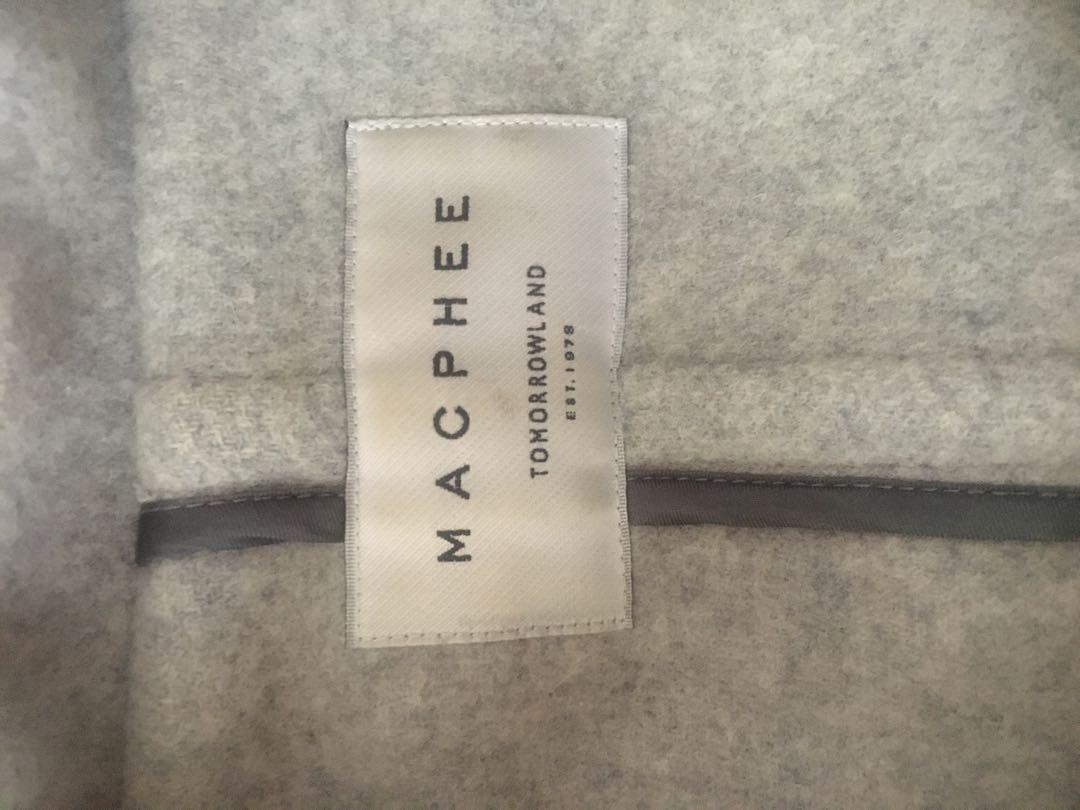 MACPHEE
TOMORROWLAND
EST. 1978